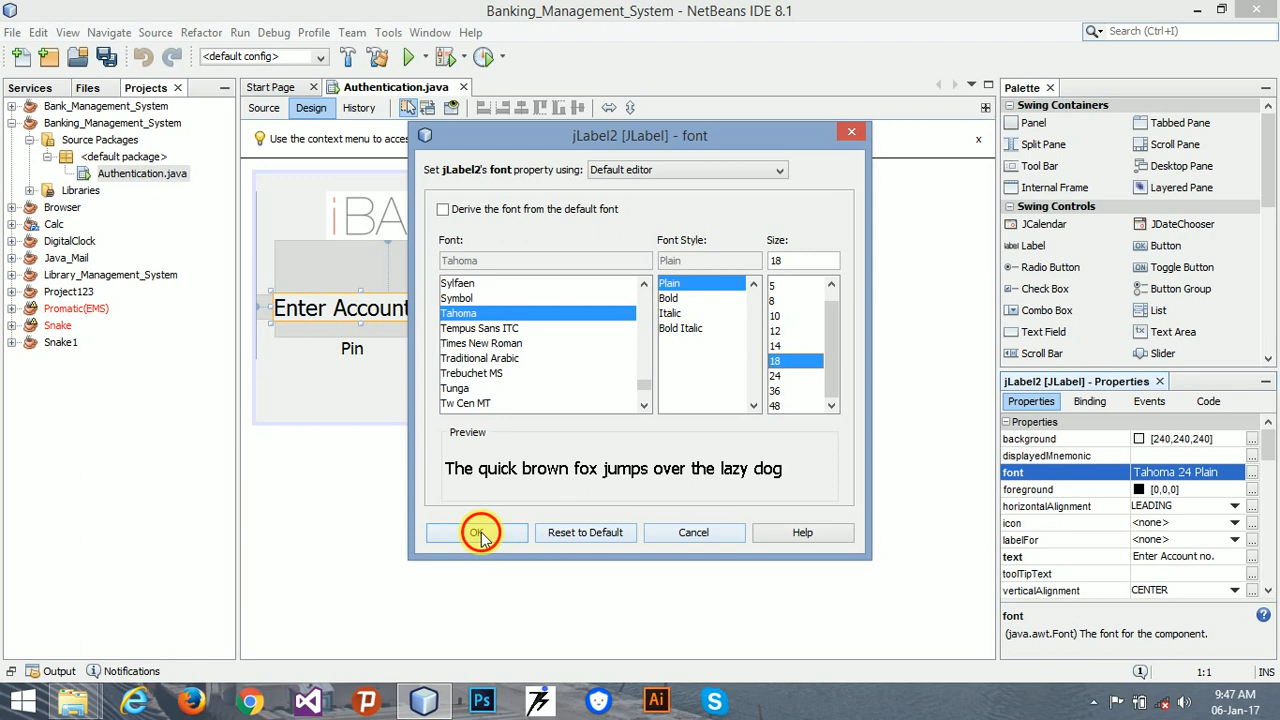 Banking_Management_System - NetBeans IDE 8.1
File Edit View Navigate Source Refactor Run Debug Profile Team Tools Window Help
Search (Ctrl+I)
<default config>
Services Files Projects
Start Page Authentication.java
Palette
Bank_Management_System
Banking_Management_System
Source Packages
<default package>
Authentication.java
Libraries
Browser
Calc
DigitalClock
Java_Mail
Library_Management_System
Project123
Promatic(EMS)
Snake
Snake1
Source Design History
Use the context menu to acces
iBA
Enter Account
Pin
jLabel2 [JLabel] - font
Set jLabel2's font property using: Default editor
Derive the font from the default font
Font: Font Style: Size:
Tahoma Plain 18
Sylfaen
Symbol
Tahoma
Tempus Sans ITC
Times New Roman
Traditional Arabic
Trebuchet MS
Tunga
Tw Cen MT
Plain
Bold
Italic
Bold Italic
5
8
10
12
14
18
24
36
48
Preview
The quick brown fox jumps over the lazy dog
OK Reset to Default Cancel Help
Swing Containers
Panel Tabbed Pane
Split Pane Scroll Pane
Tool Bar Desktop Pane
Internal Frame Layered Pane
Swing Controls
JCalendar JDateChooser
label Label OK Button
Radio Button Toggle Button
Check Box Button Group
Combo Box List
Text Field Text Area
Scroll Bar Slider
jLabel2 [JLabel] - Properties
Properties Binding Events Code
Properties
background [240,240,240]
displayedMnemonic
font Tahoma 24 Plain
foreground [0,0,0]
horizontalAlignment LEADING
icon <none>
labelFor <none>
text Enter Account no.
toolTipText
verticalAlignment CENTER
font
(java.awt.Font) The font for the component.
Output Notifications
1:1 INS
Ps Ai
9:47 AM
06-Jan-17